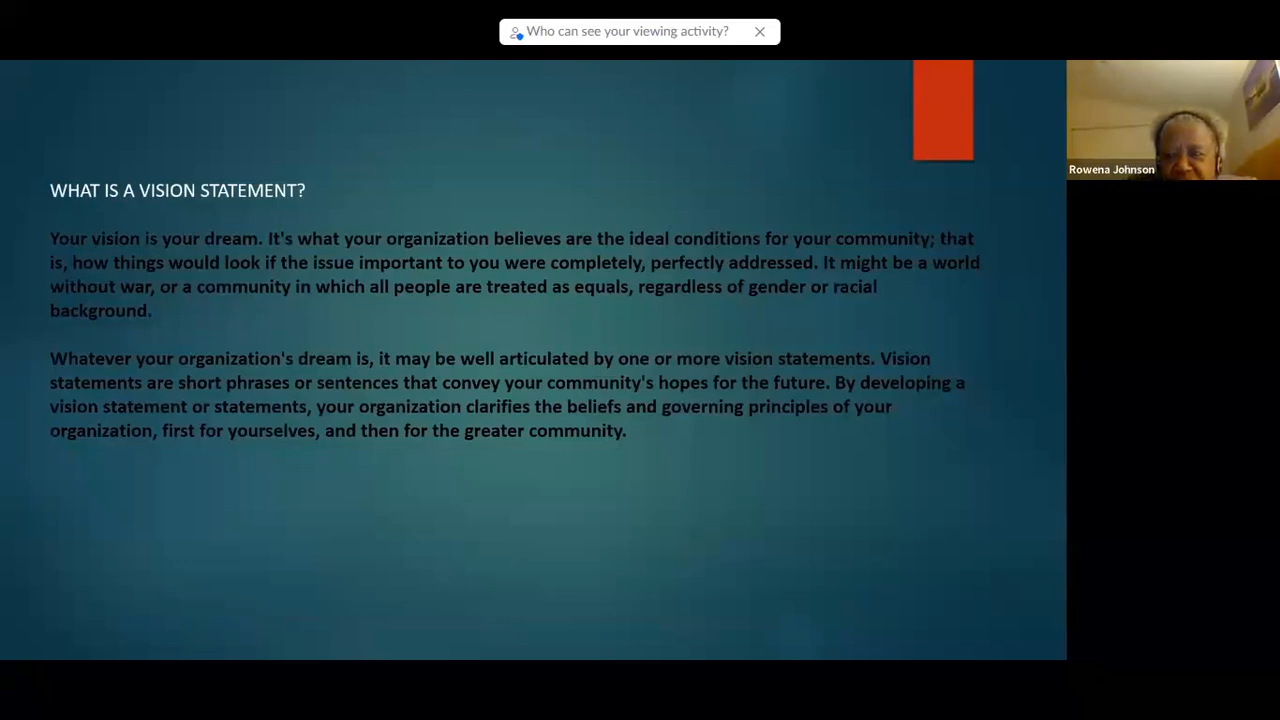 Who can see your viewing activity?
WHAT IS A VISION STATEMENT?
Your vision is your dream. It's what your organization believes are the ideal conditions for your community; that
is, how things would look if the issue important to you were completely, perfectly addressed. It might be a world
without war, or a community in which all people are treated as equals, regardless of gender or racial
background.
Whatever your organization's dream is, it may be well articulated by one or more vision statements. Vision
statements are short phrases or sentences that convey your community's hopes for the future. By developing a
vision statement or statements, your organization clarifies the beliefs and governing principles of your
organization, first for yourselves, and then for the greater community.
Rowena Johnson